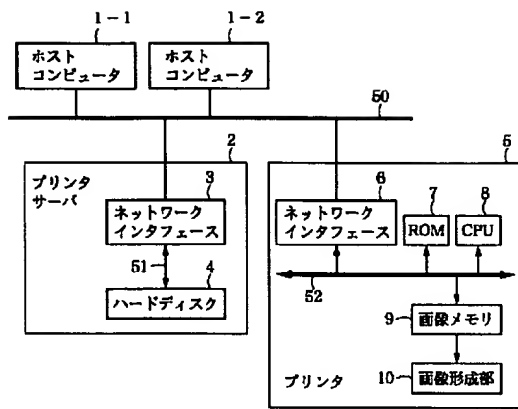 1-1
1-2
ホスト
コンピュータ
ホスト
コンピュータ
50
2
5
プリンタ
サーバ
3
ネットワーク
インタフェース
51
4
ハードディスク
6
ネットワーク
インタフェース
7
ROM
8
CPU
52
9
画像メモリ
10
画像形成部
プリンタ